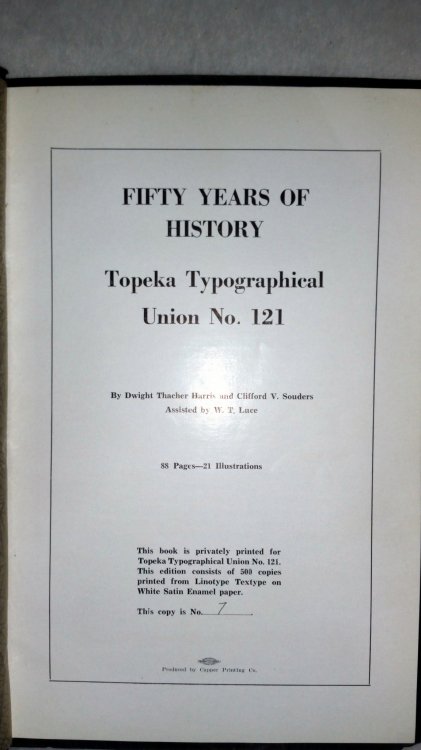 FIFTY YEARS OF
HISTORY
Topeka Typographical
Union No. 121
By Dwight Thacher Harris and Clifford V. Souders
Assisted by W. T. Luce
88 Pages—21 Illustrations
This book is privately printed for
Topeka Typographical Union No. 121.
This edition consists of 500 copies
printed from Linotype Textype on
White Satin Enamel paper.
This copy is No. 7.
Produced by Capper Printing Co.